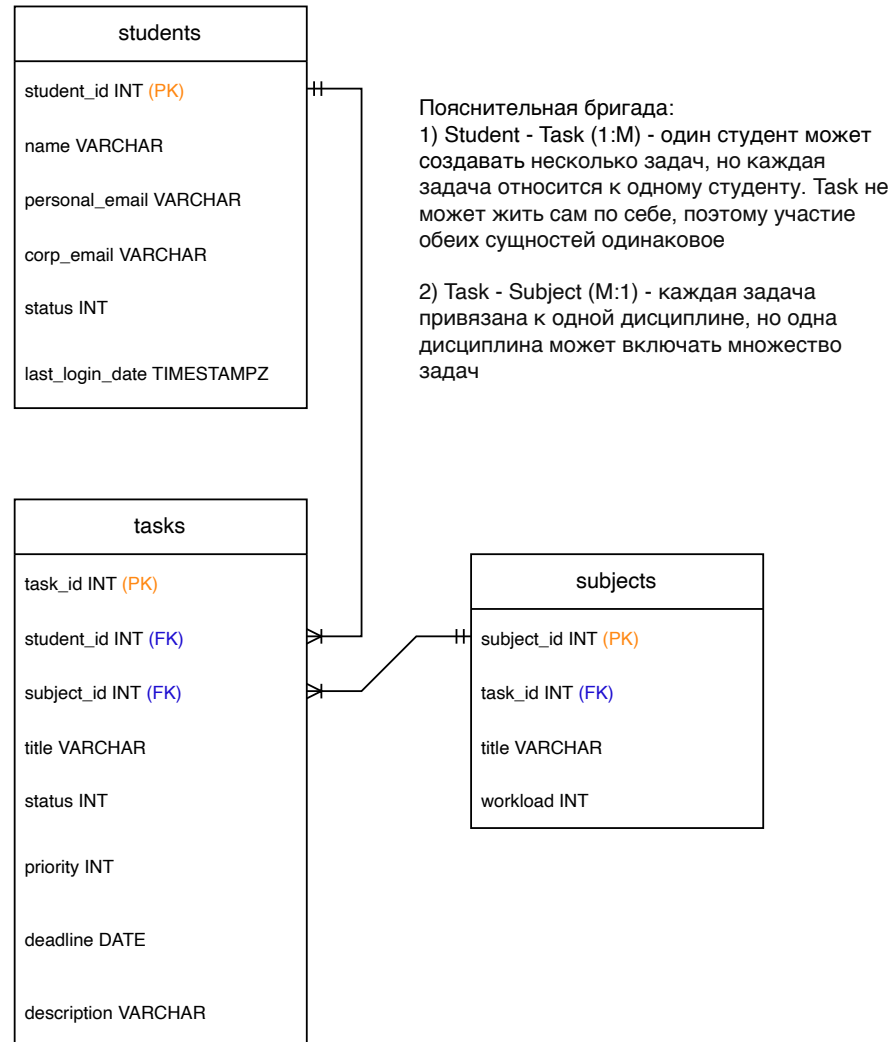 students
student_id INT (PK)
name VARCHAR
personal_email VARCHAR
corp_email VARCHAR
status INT
last_login_date TIMESTAMPZ
Пояснительная бригада:
1) Student - Task (1:M) - один студент может
создавать несколько задач, но каждая
задача относится к одному студенту. Task не
может жить сам по себе, поэтому участие
обеих сущностей одинаковое
2) Task - Subject (M:1) - каждая задача
привязана к одной дисциплине, но одна
дисциплина может включать множество
задач
tasks
task_id INT (PK)
student_id INT (FK)
subject_id INT (FK)
title VARCHAR
status INT
priority INT
deadline DATE
description VARCHAR
subjects
subject_id INT (PK)
task_id INT (FK)
title VARCHAR
workload INT